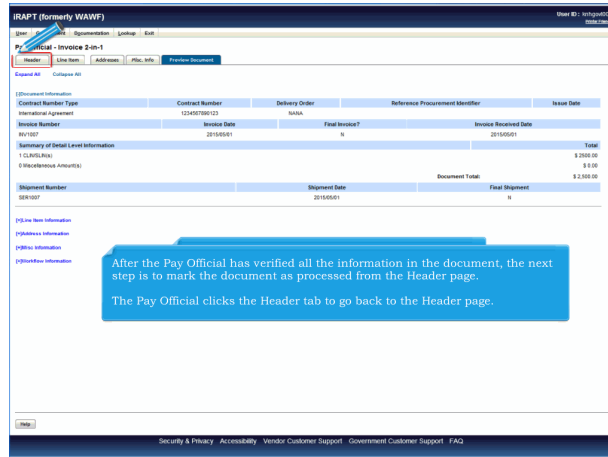 iRAPT (formerly WAWF)
User ID : kmhgovt00
User Documentation Lookup Exit
- Invoice 2-in-1
Header Line Item Addresses Misc. Info Preview Document
Expand All Collapse All
[-]Document Information
Contract Number Type Contract Number Delivery Order Reference Procurement Identifier Issue Date
International Agreement 1234567890123 NANA
Invoice Number Invoice Date Final Invoice? Invoice Received Date
INV1007 2015/05/01 N 2015/05/01
Summary of Detail Level Information Total
1 CLIN/SLIN(s) $ 2500.00
0 Miscellaneous Amount(s) $ 0.00
Document Total: $ 2,500.00
Shipment Number Shipment Date Final Shipment
SER1007 2015/05/01 N
[+]Line Item Information
[+]Address Information
[+]Misc Information
[+]Workflow Information
After the Pay Official has verified all the information in the document, the next
step is to mark the document as processed from the Header page.
The Pay Official clicks the Header tab to go back to the Header page.
Help
Security & Privacy Accessibility Vendor Customer Support Government Customer Support FAQ